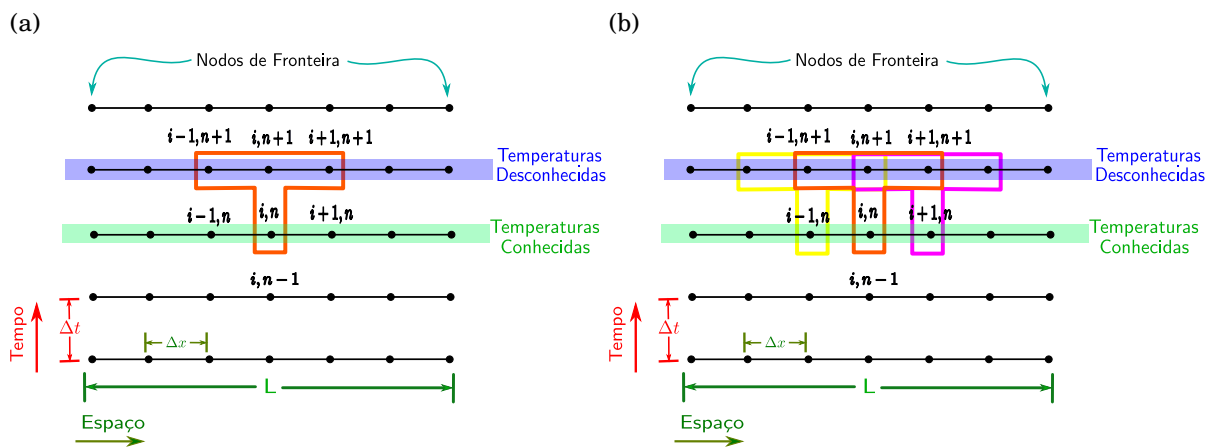 (a)
Nodos de Fronteira
i−1,n+1 i,n+1 i+1,n+1
Temperaturas
Desconhecidas
i−1,n i,n i+1,n
Temperaturas
Conhecidas
i,n−1
Tempo
Δt
Δx
L
Espaço
(b)
Nodos de Fronteira
i−1,n+1 i,n+1 i+1,n+1
Temperaturas
Desconhecidas
i−1,n i,n i+1,n
Temperaturas
Conhecidas
i,n−1
Tempo
Δt
Δx
L
Espaço